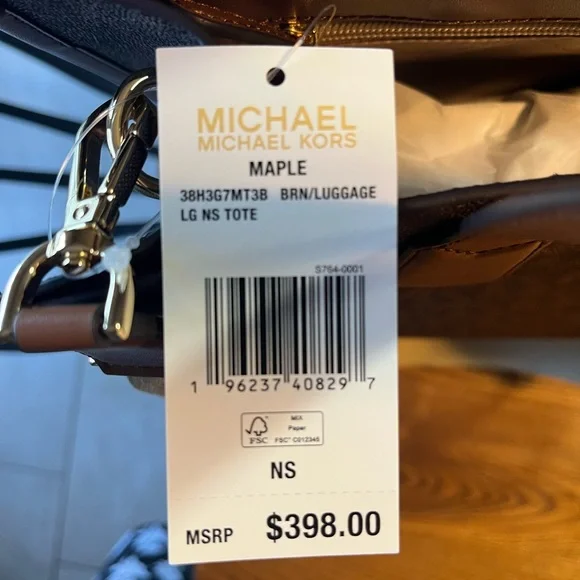 MICHAEL
MICHAEL KORS
MAPLE
38H3G7MT3B BRN/LUGGAGE
LG NS TOTE
S764-0001
1 96237 40829 7
FSC
MIX
Paper
FSC® C012345
NS
MSRP $398.00